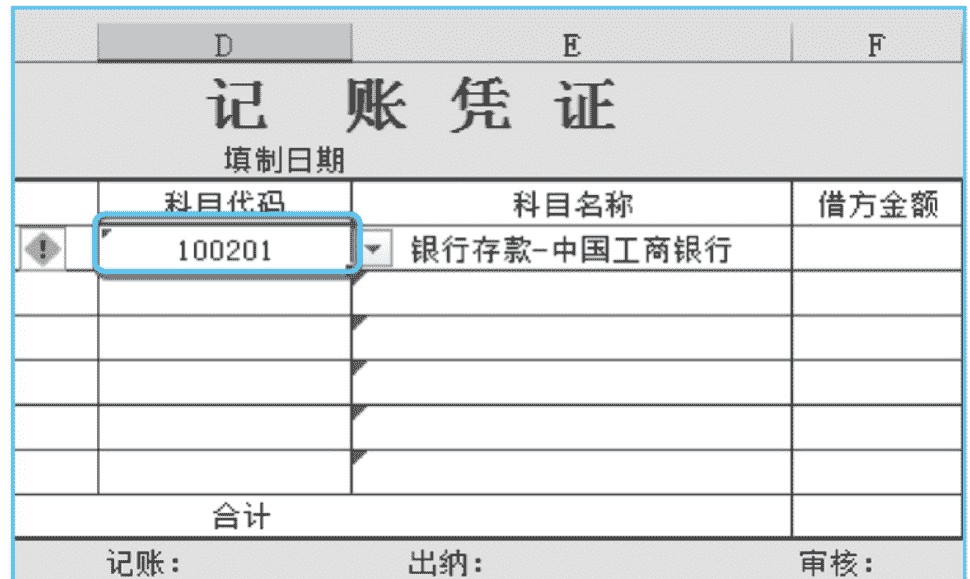 D E F
记 账 凭 证
填制日期
科目代码 科目名称 借方金额
100201 银行存款-中国工商银行
合计
记账： 出纳： 审核：